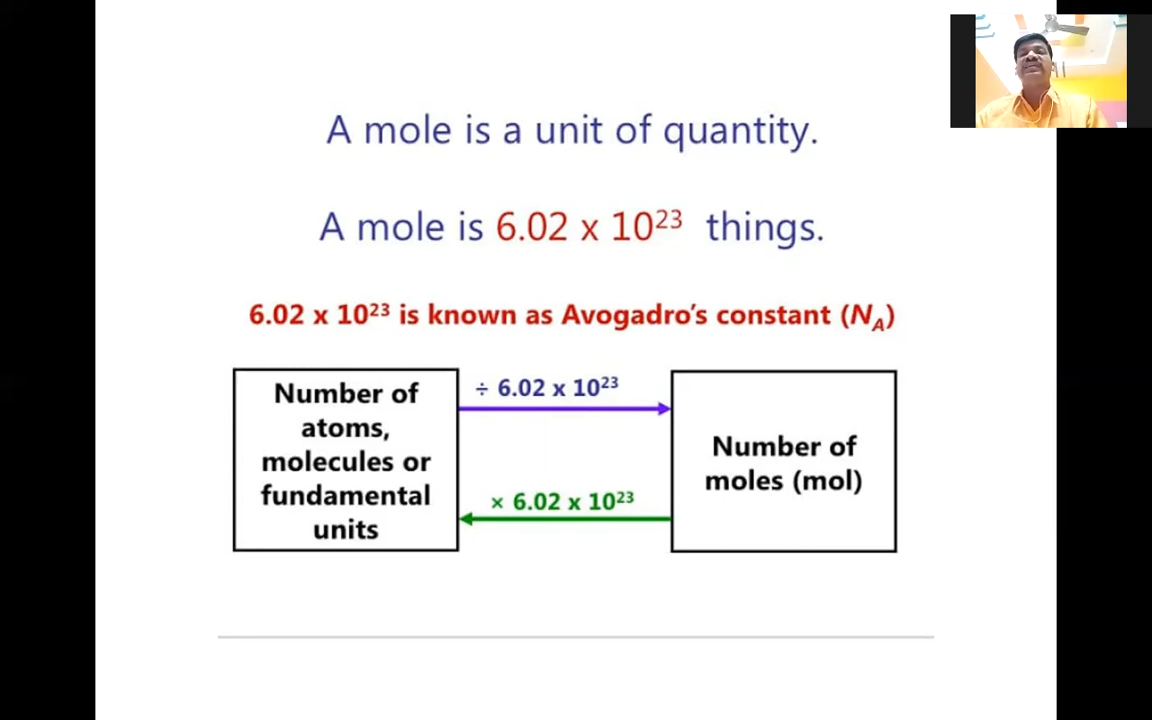 A mole is a unit of quantity.
A mole is 6.02 x 10²³ things.
6.02 x 10²³ is known as Avogadro's constant (N_A)
Number of
atoms,
molecules or
fundamental
units
÷ 6.02 x 10²³
× 6.02 x 10²³
Number of
moles (mol)